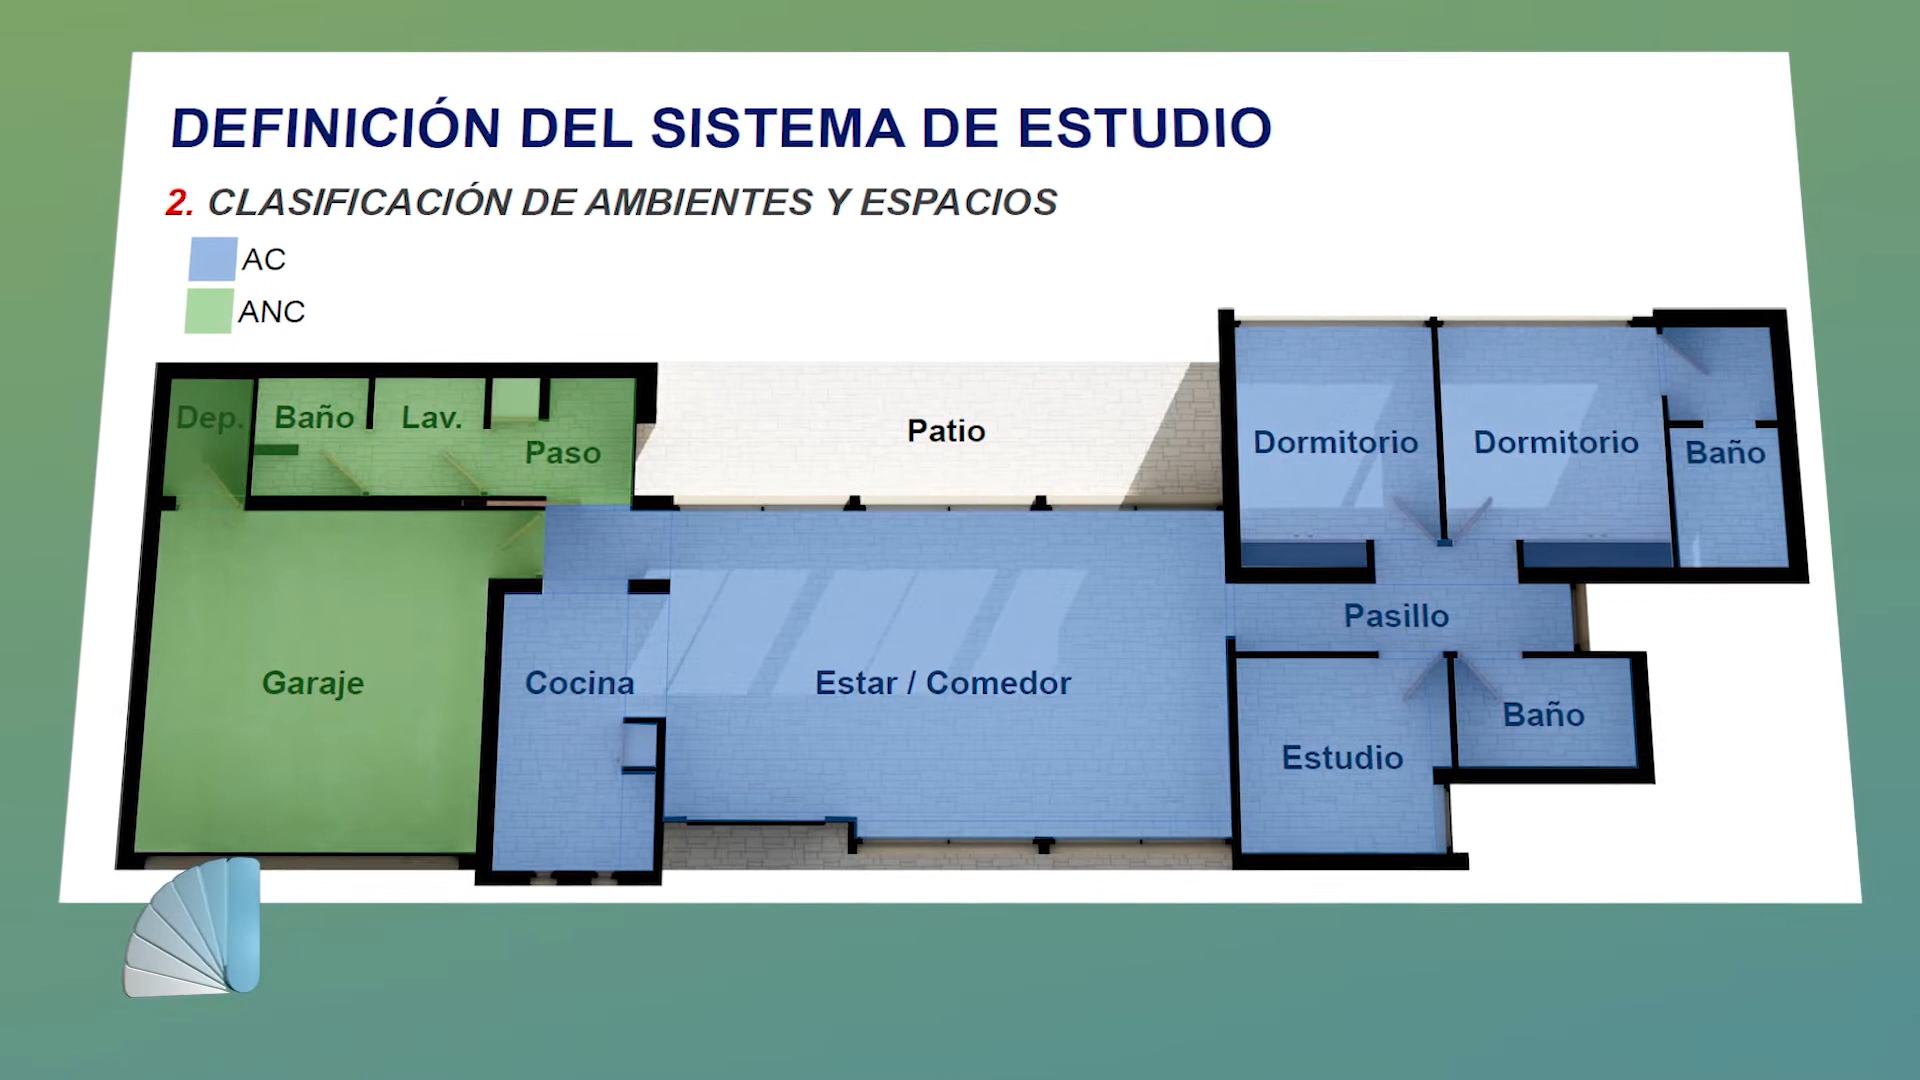 DEFINICIÓN DEL SISTEMA DE ESTUDIO
2. CLASIFICACIÓN DE AMBIENTES Y ESPACIOS
AC
ANC
Dep.
Baño
Lav.
Paso
Patio
Dormitorio
Dormitorio
Baño
Pasillo
Garaje
Cocina
Estar / Comedor
Baño
Estudio